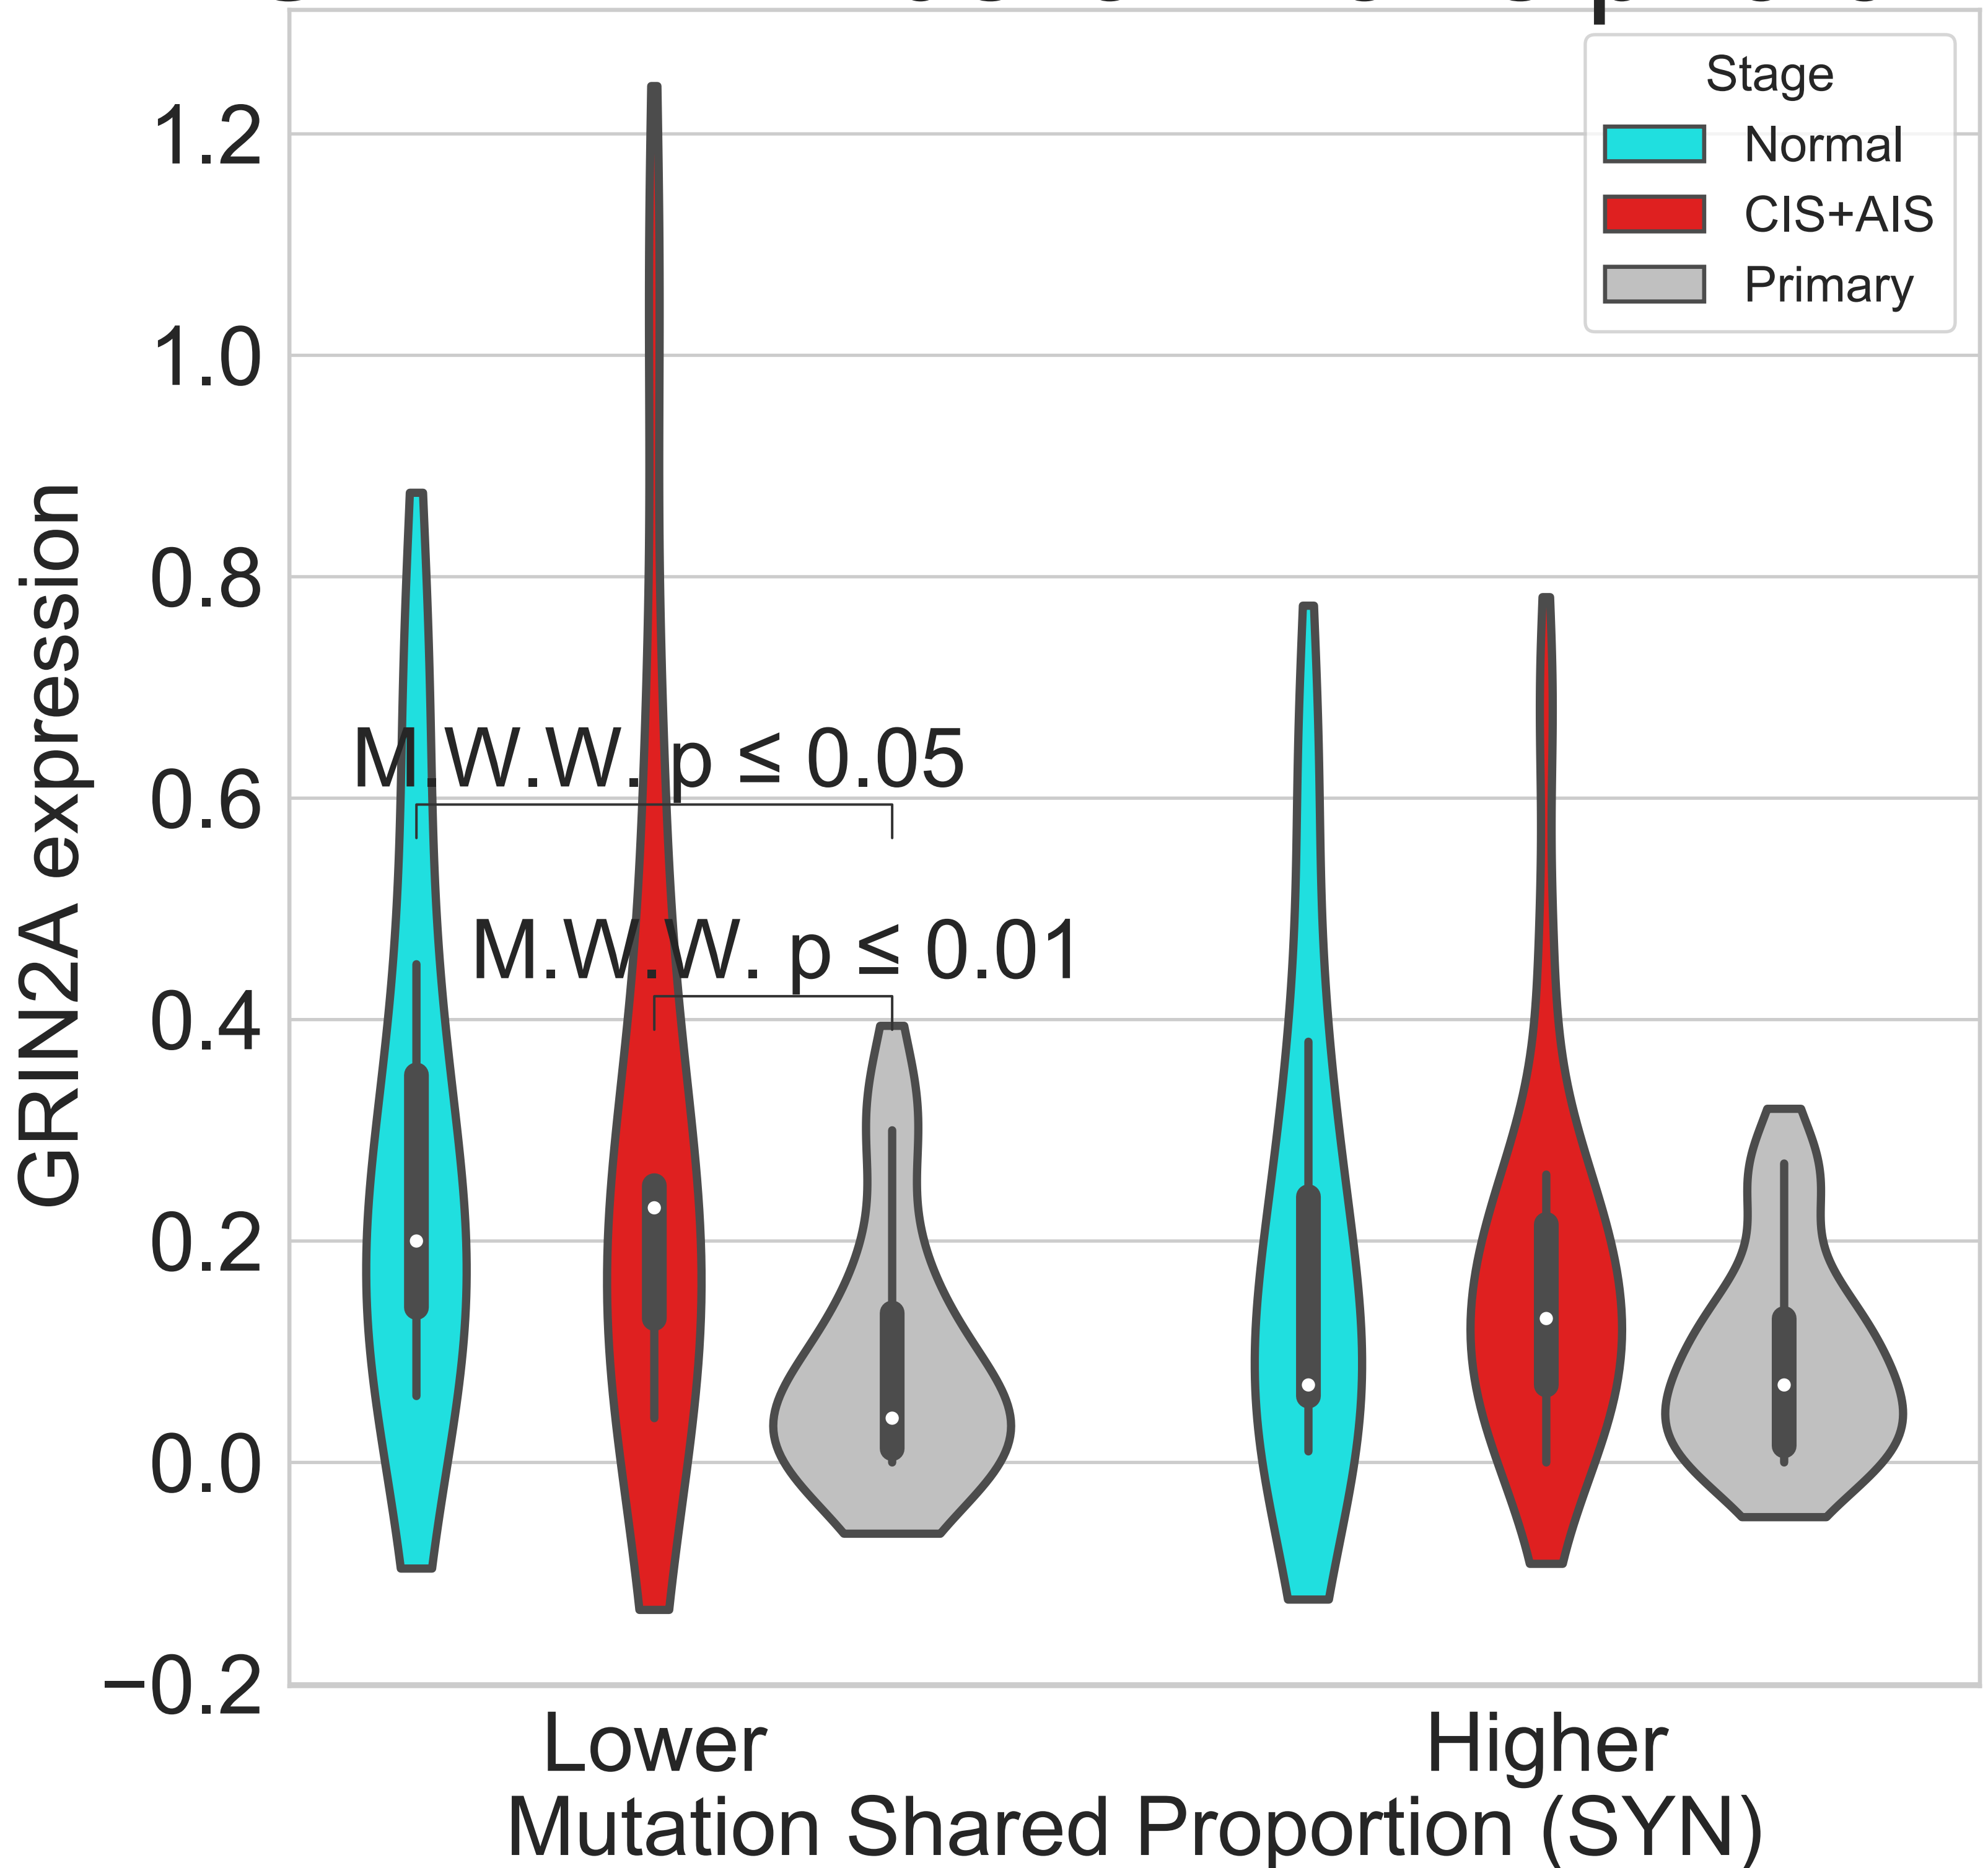 Stage
Normal
CIS+AIS
Primary
1.2
1.0
0.8
0.6
0.4
0.2
0.0
−0.2
GRIN2A expression
M.W.W. p ≤ 0.05
M.W.W. p ≤ 0.01
Lower
Higher
Mutation Shared Proportion (SYN)